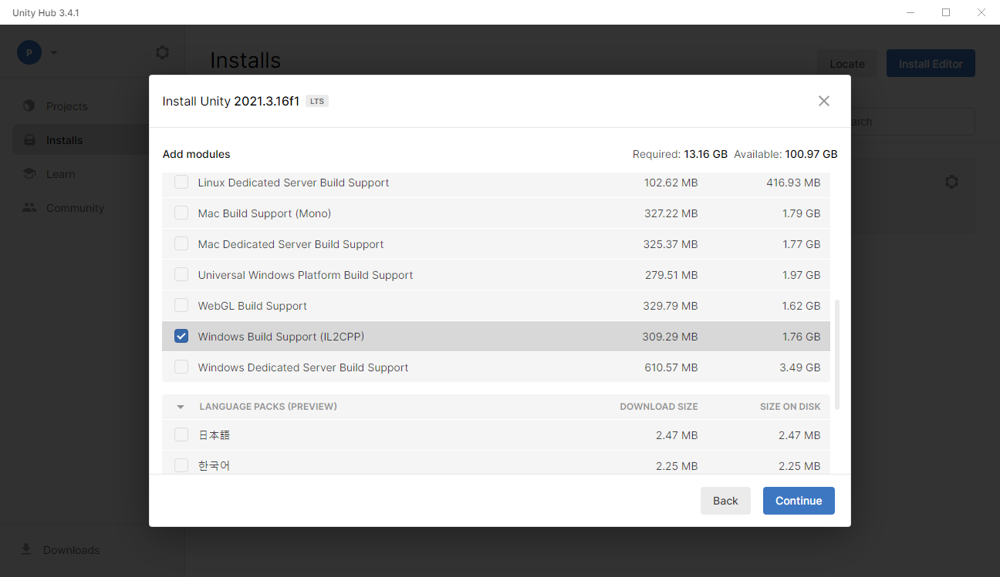 Unity Hub 3.4.1
P
Installs
Locate
Install Editor
Projects
Installs
Learn
Community
Downloads
Install Unity 2021.3.16f1 LTS
Add modules
Required: 13.16 GB Available: 100.97 GB
Linux Dedicated Server Build Support 102.62 MB 416.93 MB
Mac Build Support (Mono) 327.22 MB 1.79 GB
Mac Dedicated Server Build Support 325.37 MB 1.77 GB
Universal Windows Platform Build Support 279.51 MB 1.97 GB
WebGL Build Support 329.79 MB 1.62 GB
Windows Build Support (IL2CPP) 309.29 MB 1.76 GB
Windows Dedicated Server Build Support 610.57 MB 3.49 GB
LANGUAGE PACKS (PREVIEW) DOWNLOAD SIZE SIZE ON DISK
日本語 2.47 MB 2.47 MB
한국어 2.25 MB 2.25 MB
Back
Continue